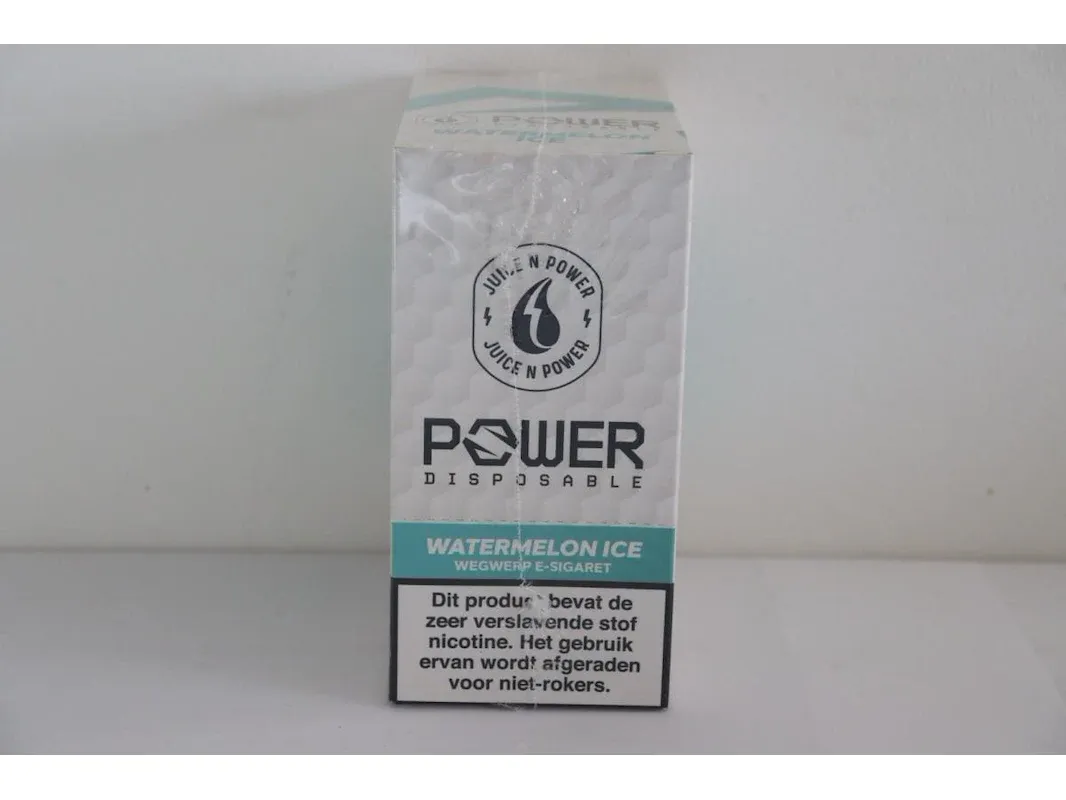 POWER
WATERMELON
ICE
JUICE N POWER
JUICE N POWER
POWER
DISPOSABLE
WATERMELON ICE
WEGWERP E-SIGARET
Dit product bevat de
zeer verslavende stof
nicotine. Het gebruik
ervan wordt afgeraden
voor niet-rokers.